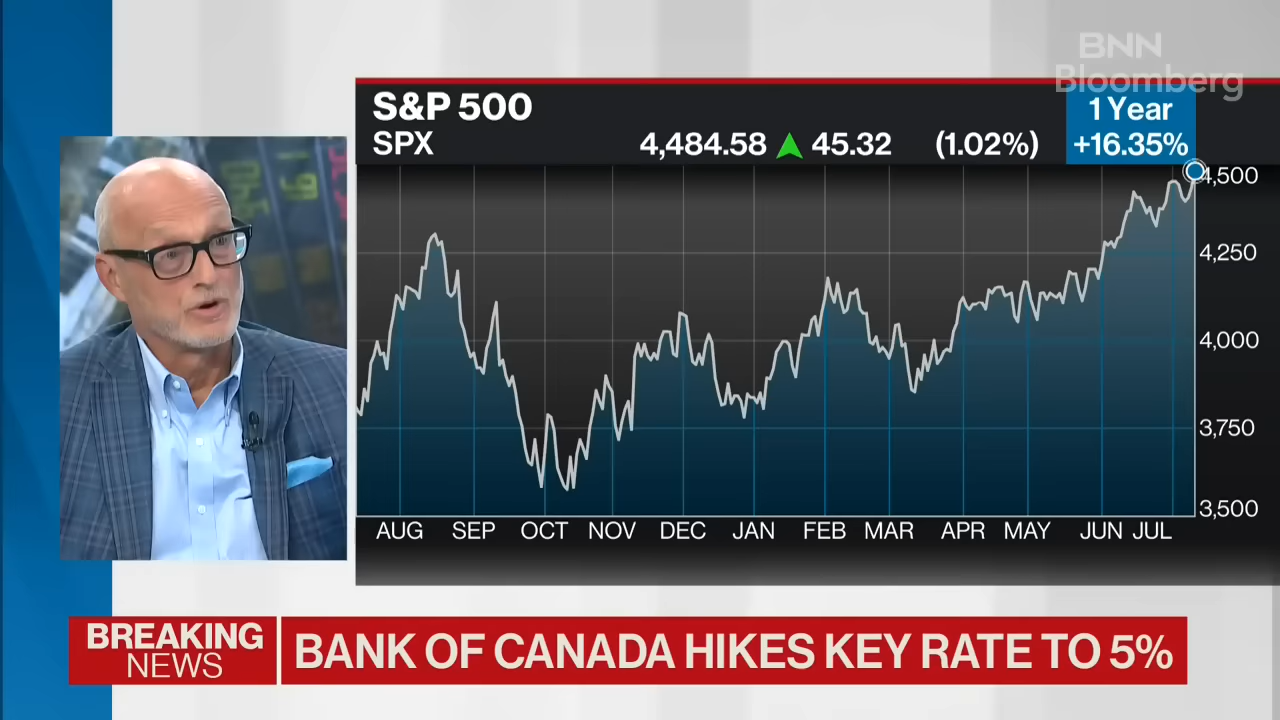 BNN
Bloomberg
S&P 500
SPX 4,484.58 45.32 (1.02%)
1 Year
+16.35%
4,500
4,250
4,000
3,750
3,500
AUG SEP OCT NOV DEC JAN FEB MAR APR MAY JUN JUL
BREAKING
NEWS
BANK OF CANADA HIKES KEY RATE TO 5%